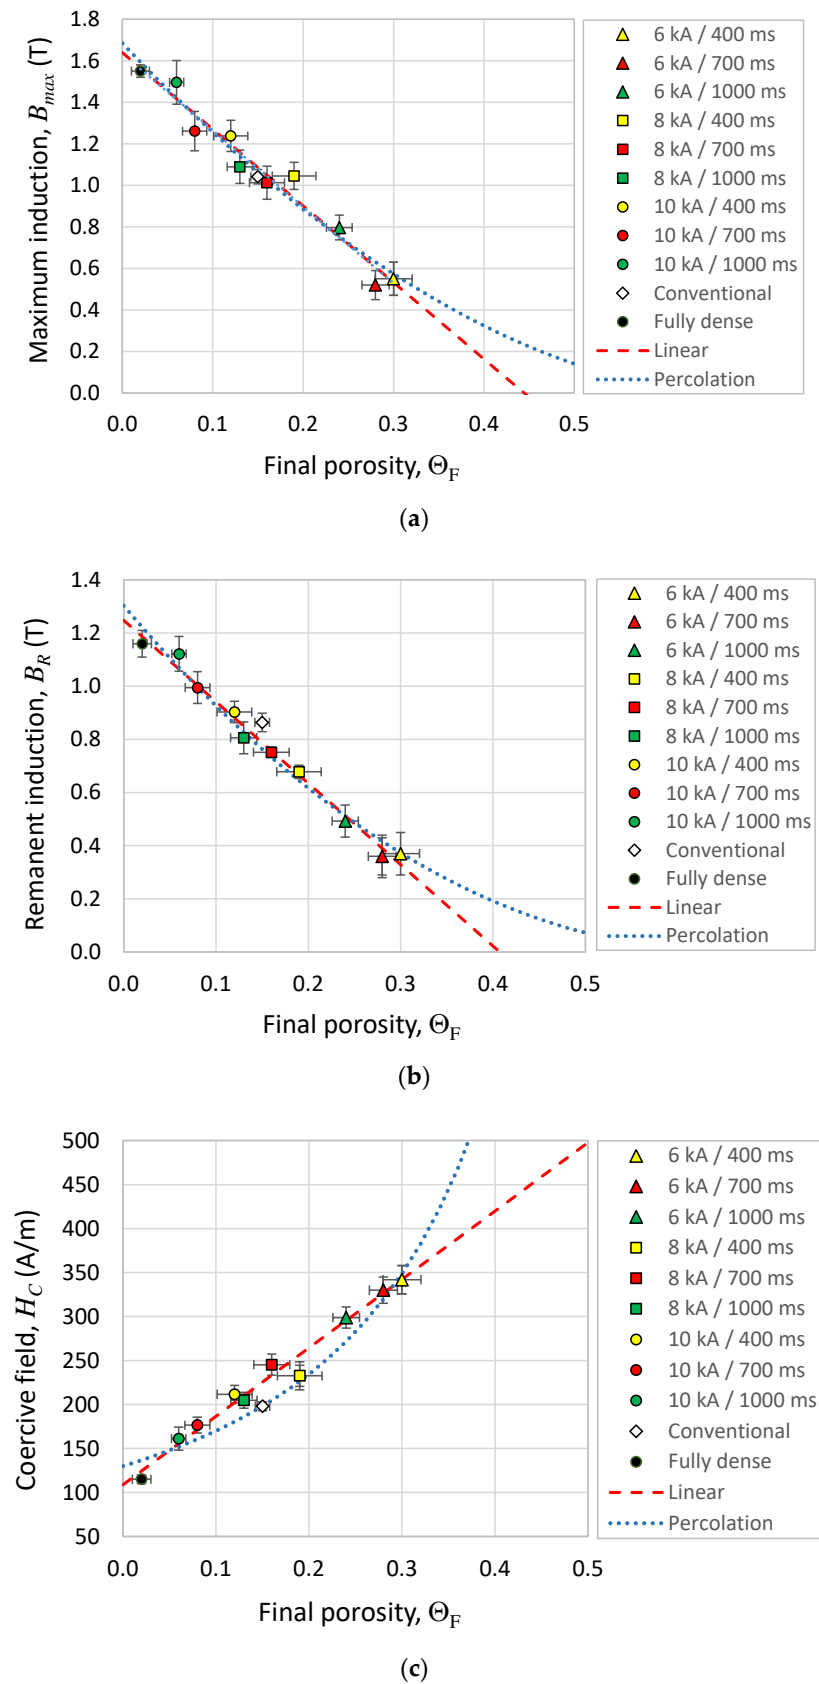 1.8
1.6
1.4
1.2
1.0
0.8
0.6
0.4
0.2
0.0
Maximum induction, Bmax (T)
0.0 0.1 0.2 0.3 0.4 0.5
Final porosity, ΘF
6 kA / 400 ms
6 kA / 700 ms
6 kA / 1000 ms
8 kA / 400 ms
8 kA / 700 ms
8 kA / 1000 ms
10 kA / 400 ms
10 kA / 700 ms
10 kA / 1000 ms
Conventional
Fully dense
Linear
Percolation
(a)
1.4
1.2
1.0
0.8
0.6
0.4
0.2
0.0
Remanent induction, BR (T)
0.0 0.1 0.2 0.3 0.4 0.5
Final porosity, ΘF
6 kA / 400 ms
6 kA / 700 ms
6 kA / 1000 ms
8 kA / 400 ms
8 kA / 700 ms
8 kA / 1000 ms
10 kA / 400 ms
10 kA / 700 ms
10 kA / 1000 ms
Conventional
Fully dense
Linear
Percolation
(b)
500
450
400
350
300
250
200
150
100
50
Coercive field, HC (A/m)
0.0 0.1 0.2 0.3 0.4 0.5
Final porosity, ΘF
6 kA / 400 ms
6 kA / 700 ms
6 kA / 1000 ms
8 kA / 400 ms
8 kA / 700 ms
8 kA / 1000 ms
10 kA / 400 ms
10 kA / 700 ms
10 kA / 1000 ms
Conventional
Fully dense
Linear
Percolation
(c)